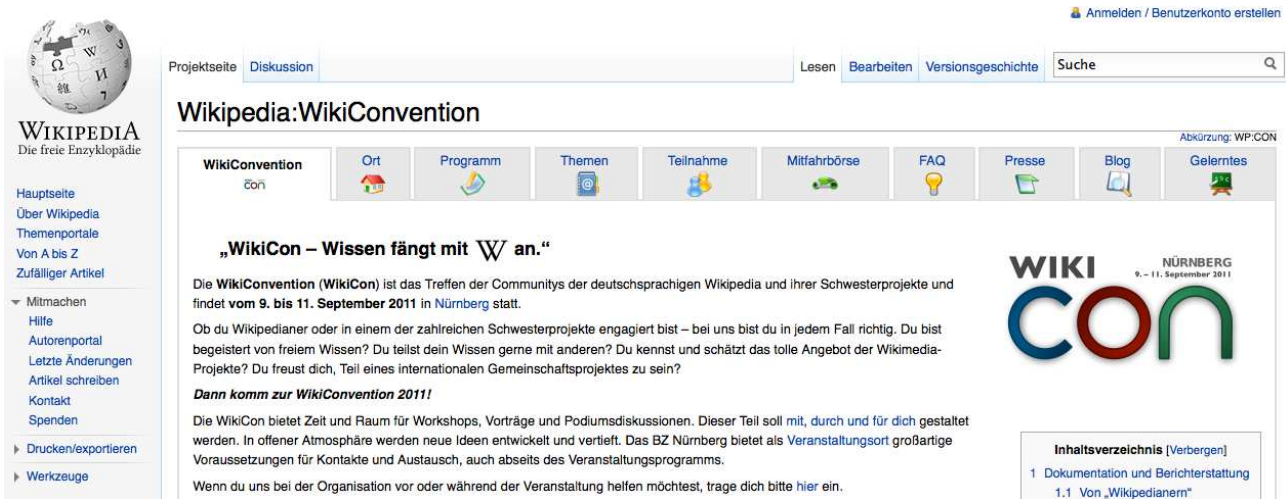 Anmelden / Benutzerkonto erstellen
Projektseite Diskussion Lesen Bearbeiten Versionsgeschichte Suche
WIKIPEDIA
Die freie Enzyklopädie
Hauptseite
Über Wikipedia
Themenportale
Von A bis Z
Zufälliger Artikel
Mitmachen
Hilfe
Autorenportal
Letzte Änderungen
Artikel schreiben
Kontakt
Spenden
Drucken/exportieren
Werkzeuge
Wikipedia:WikiConvention
Abkürzung: WP:CON
WikiConvention Ort Programm Themen Teilnahme Mitfahrbörse FAQ Presse Blog Gelerntes
con
„WikiCon – Wissen fängt mit W an.“
Die WikiConvention (WikiCon) ist das Treffen der Communitys der deutschsprachigen Wikipedia und ihrer Schwesterprojekte und
findet vom 9. bis 11. September 2011 in Nürnberg statt.
Ob du Wikipedianer oder in einem der zahlreichen Schwesterprojekte engagiert bist – bei uns bist du in jedem Fall richtig. Du bist
begeistert von freiem Wissen? Du teilst dein Wissen gerne mit anderen? Du kennst und schätzt das tolle Angebot der Wikimedia-
Projekte? Du freust dich, Teil eines internationalen Gemeinschaftsprojektes zu sein?
Dann komm zur WikiConvention 2011!
Die WikiCon bietet Zeit und Raum für Workshops, Vorträge und Podiumsdiskussionen. Dieser Teil soll mit, durch und für dich gestaltet
werden. In offener Atmosphäre werden neue Ideen entwickelt und vertieft. Das BZ Nürnberg bietet als Veranstaltungsort großartige
Voraussetzungen für Kontakte und Austausch, auch abseits des Veranstaltungsprogramms.
Wenn du uns bei der Organisation vor oder während der Veranstaltung helfen möchtest, trage dich bitte hier ein.
WIKI NÜRNBERG
9. – 11. September 2011
con
Inhaltsverzeichnis [Verbergen]
1 Dokumentation und Berichterstattung
1.1 Von „Wikipedianern“